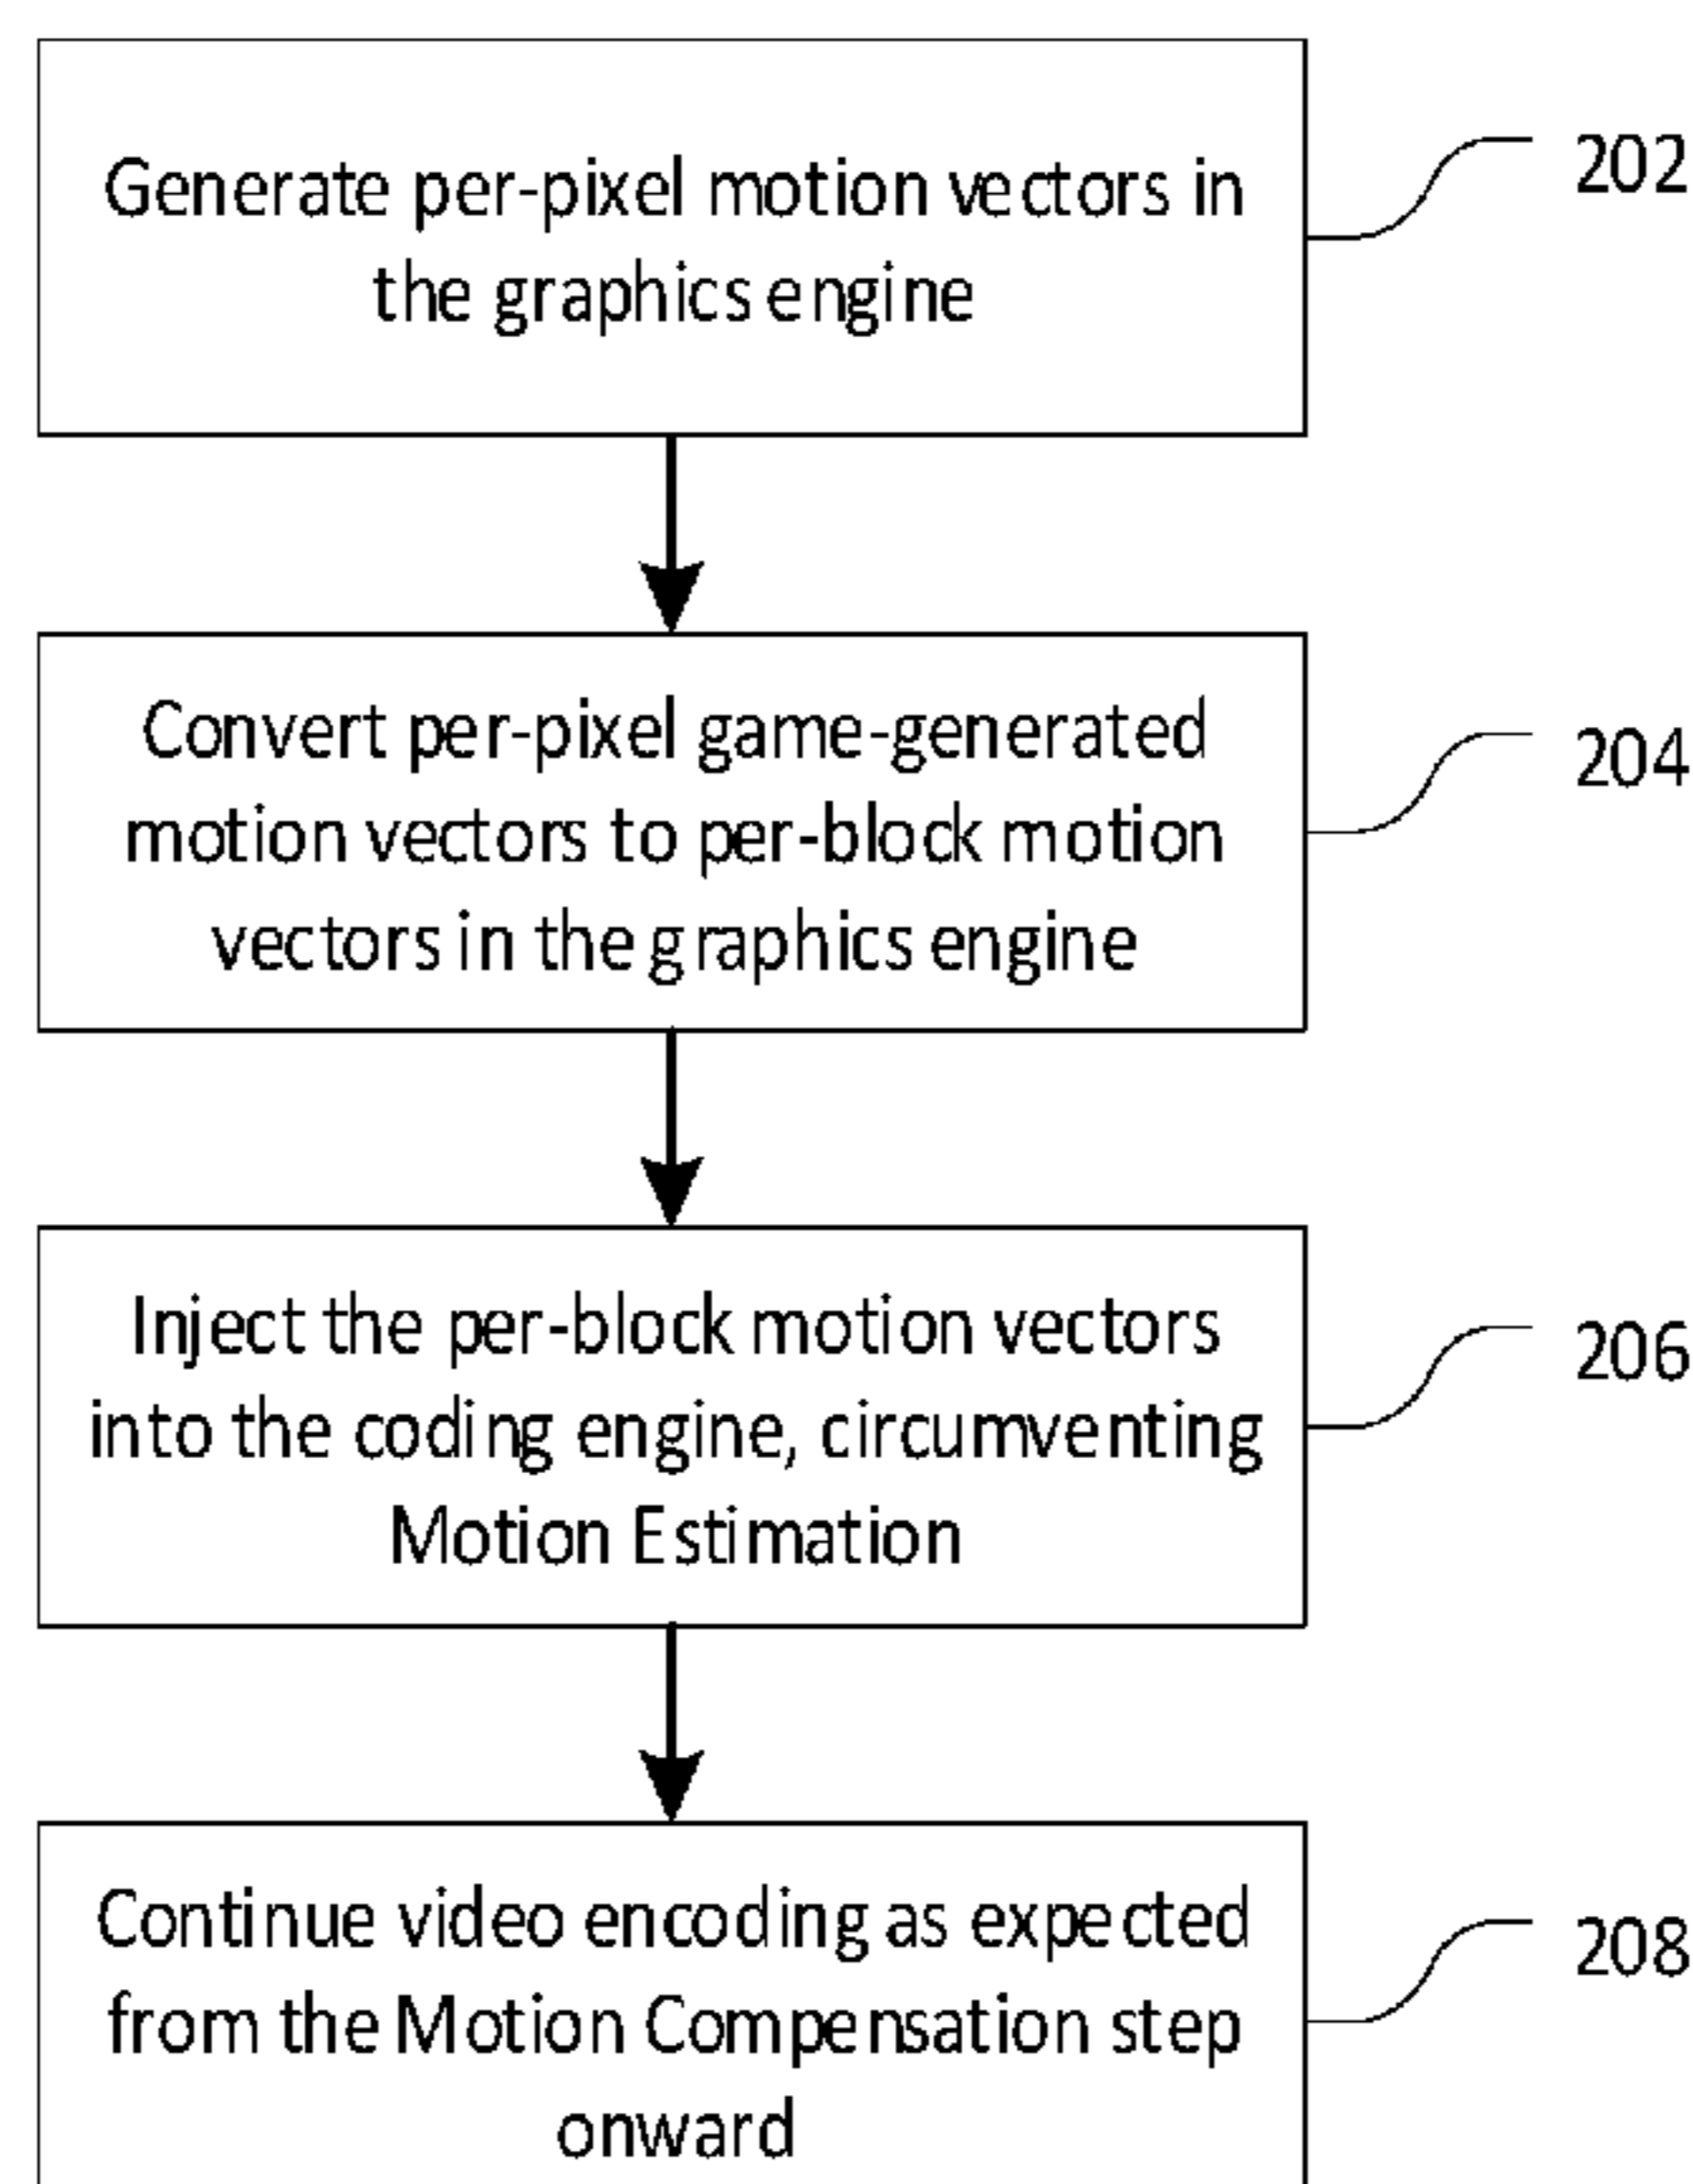 Generate per-pixel motion vectors in
the graphics engine
202
Convert per-pixel game-generated
motion vectors to per-block motion
vectors in the graphics engine
204
Inject the per-block motion vectors
into the coding engine, circumventing
Motion Estimation
206
Continue video encoding as expected
from the Motion Compensation step
onward
208